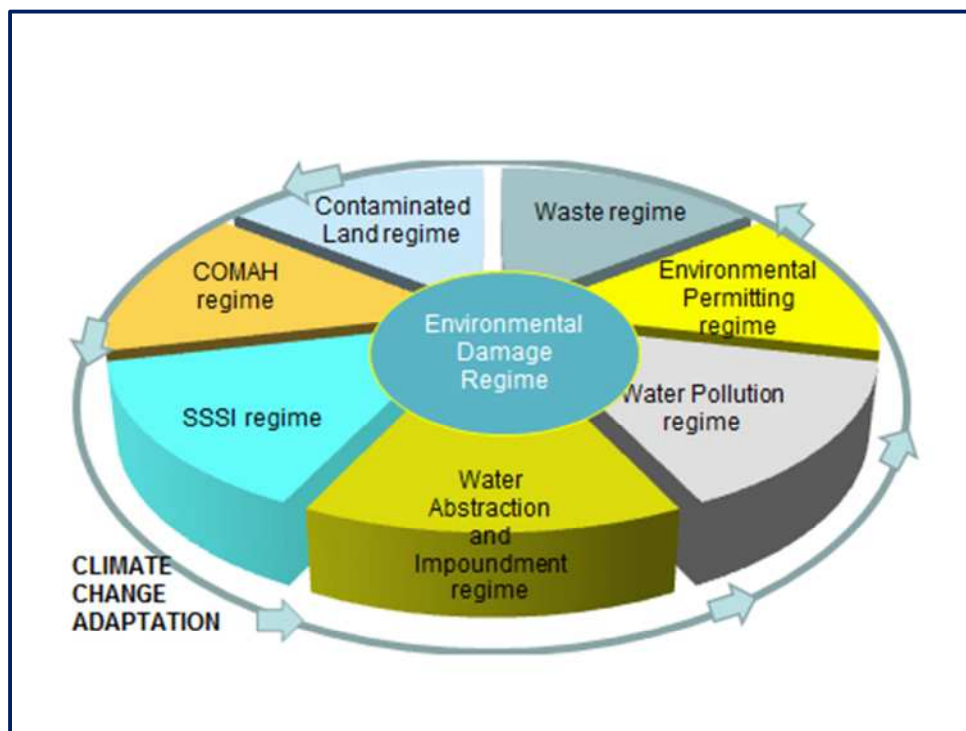 Contaminated
Land regime
Waste regime
COMAH
regime
Environmental
Permitting
regime
Environmental
Damage
Regime
SSSI regime
Water Pollution
regime
Water
Abstraction
and
Impoundment
regime
CLIMATE
CHANGE
ADAPTATION